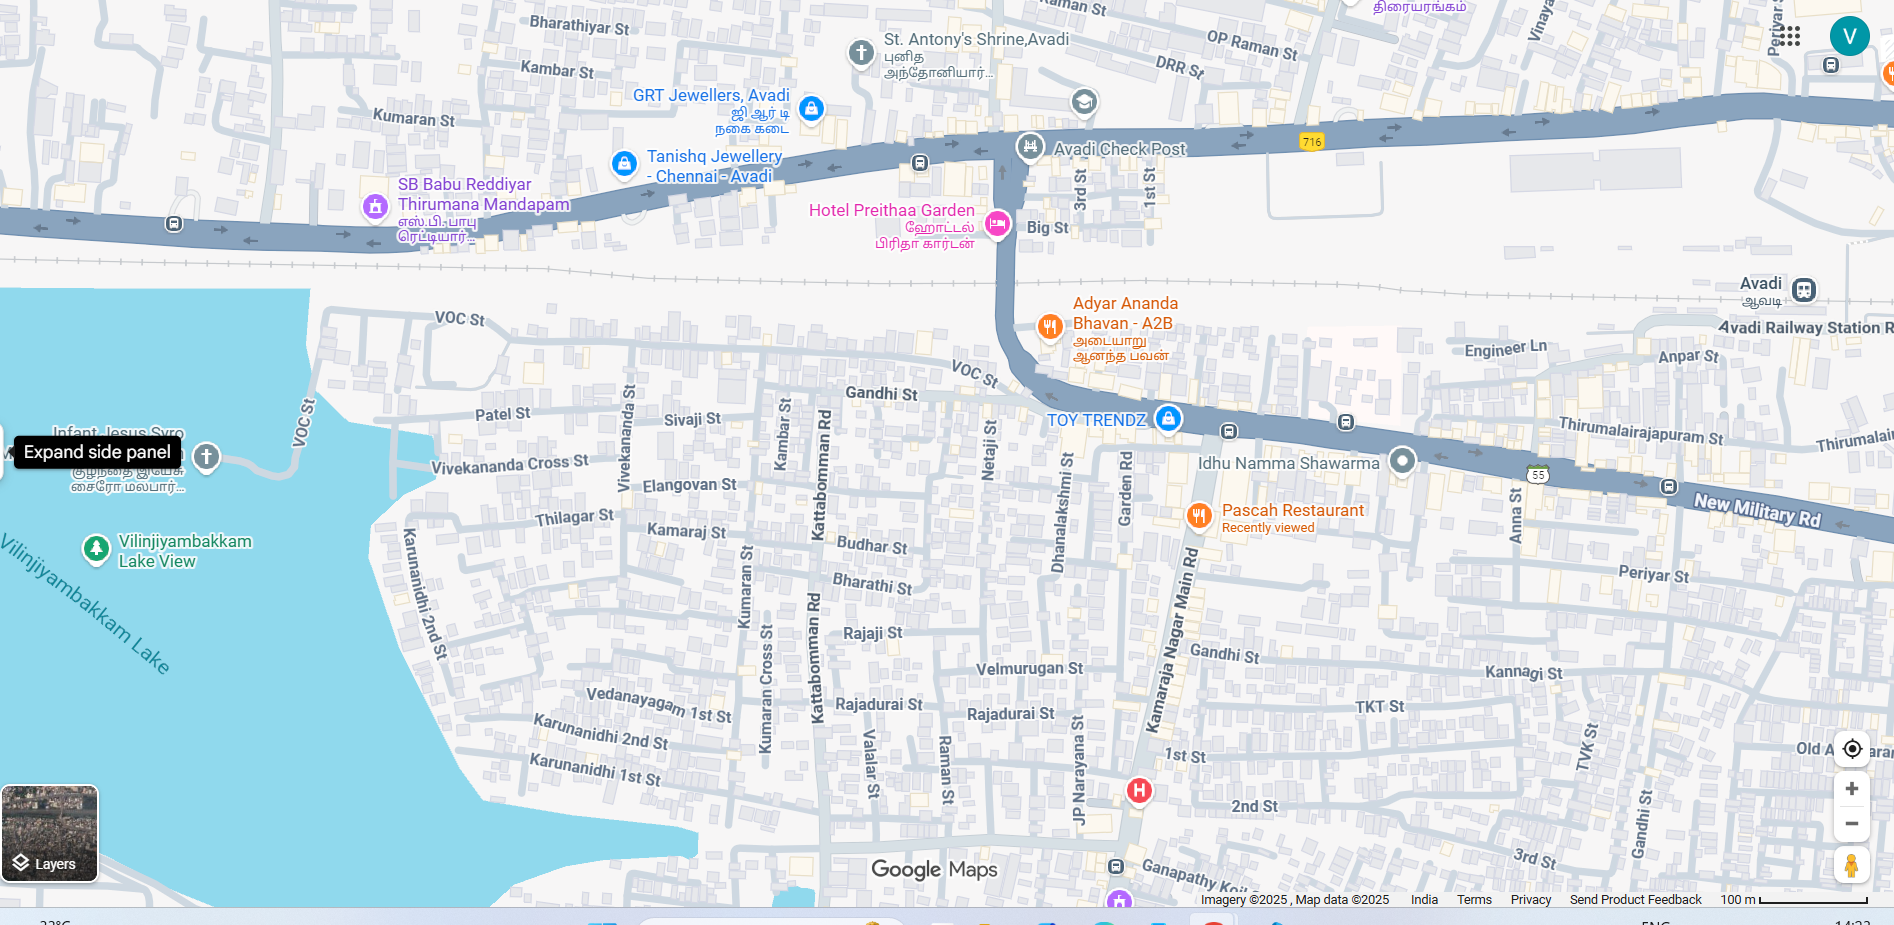 Bharathiyar St
Kambar St
Kumaran St
GRT Jewellers, Avadi
ஜி ஆர் டி
நகை கடை
St. Antony's Shrine,Avadi
புனித
அந்தோனியார்...
Raman St
திரையரங்கம்
OP Raman St
DRR St
Periyar S
V
Tanishq Jewellery
- Chennai - Avadi
Avadi Check Post
716
SB Babu Reddiyar
Thirumana Mandapam
எஸ்.பி. பாபு
ரெட்டியார்...
Hotel Preithaa Garden
ஹோட்டல்
பிரிதா கார்டன்
3rd St
1st St
Big St
Avadi
ஆவடி
Avadi Railway Station R
Adyar Ananda
Bhavan - A2B
அடையாறு
ஆனந்த பவன்
VOC St
VOC St
VOC St
Engineer Ln
Anpar St
Gandhi St
Patel St
Sivaji St
Kambar St
Kattabomman Rd
Vivekananda St
TOY TRENDZ
Thirumalairajapuram St
Thirumalai
Infant Jesus Syro
Expand side panel
குழந்தை இயேசு
சைரோ மலபார்...
Vivekananda Cross St
Elangovan St
Netaji St
Dhanalakshmi St
Garden Rd
Idhu Namma Shawarma
55
New Military Rd
Anna St
Pascah Restaurant
Recently viewed
Thilagar St
Kamaraj St
Budhar St
Bharathi St
Vilinjiyambakkam
Lake View
Vilinjiyambakkam Lake
Karunanidhi 2nd St
Kumaran St
Kumaran Cross St
Kattabomman Rd
Rajaji St
Velmurugan St
Kamaraja Nagar Main Rd
Periyar St
Gandhi St
Kannagi St
Vedanayagam 1st St
Rajadurai St
Rajadurai St
TKT St
Karunanidhi 2nd St
Karunanidhi 1st St
Valalar St
Raman St
JP Narayana St
1st St
2nd St
3rd St
TVK St
Gandhi St
Old A
H
Ganapathy Koil
Layers
Google Maps
Imagery ©2025 , Map data ©2025 India Terms Privacy Send Product Feedback 100 m